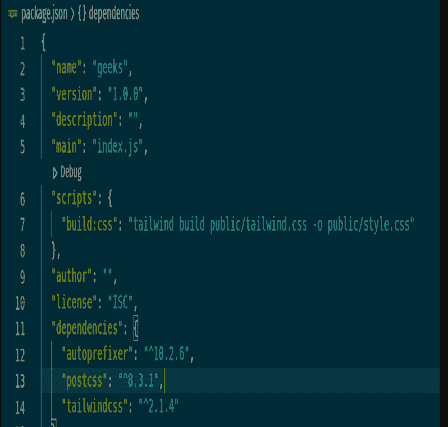 package.json > {} dependencies
1 {
2 "name": "geeks",
3 "version": "1.0.0",
4 "description": "",
5 "main": "index.js",
Debug
6 "scripts": {
7 "build:css": "tailwind build public/tailwind.css -o public/style.css"
8 },
9 "author": "",
10 "license": "ISC",
11 "dependencies": {
12 "autoprefixer": "^10.2.6",
13 "postcss": "^8.3.1",
14 "tailwindcss": "^2.1.4"